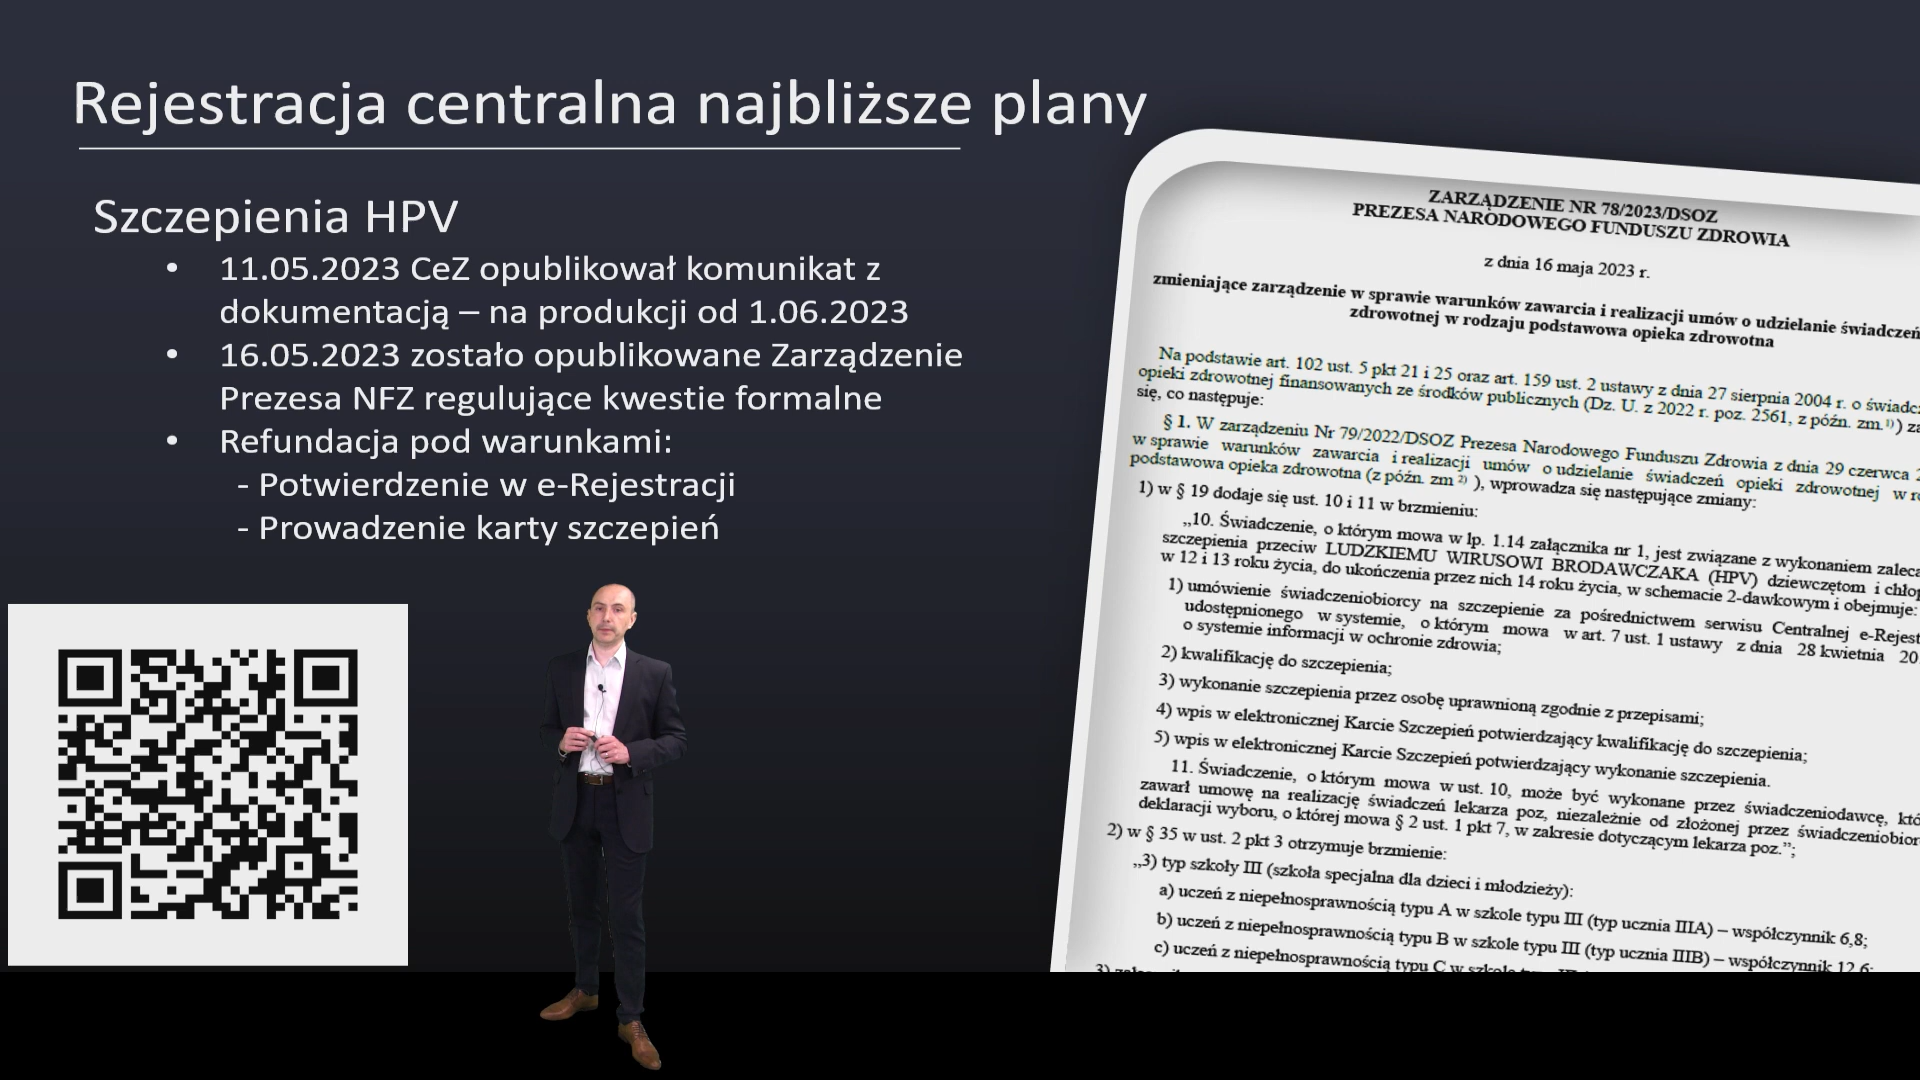 Rejestracja centralna najbliższe plany
Szczepienia HPV
• 11.05.2023 CeZ opublikował komunikat z
dokumentacją – na produkcji od 1.06.2023
• 16.05.2023 zostało opublikowane Zarządzenie
Prezesa NFZ regulujące kwestie formalne
• Refundacja pod warunkami:
- Potwierdzenie w e-Rejestracji
- Prowadzenie karty szczepień
ZARZĄDZENIE NR 78/2023/DSOZ
PREZESA NARODOWEGO FUNDUSZU ZDROWIA
z dnia 16 maja 2023 r.
zmieniające zarządzenie w sprawie warunków zawarcia i realizacji umów o udzielanie świadczeń
zdrowotnej w rodzaju podstawowa opieka zdrowotna
Na podstawie art. 102 ust. 5 pkt 21 i 25 oraz art. 159 ust. 2 ustawy z dnia 27 sierpnia 2004 r. o
opieki zdrowotnej finansowanych ze środków publicznych (Dz. U. z 2022 r. poz. 2561, z późn. zm.¹⁾)
się, co następuje:
§ 1. W zarządzeniu Nr 79/2022/DSOZ Prezesa Narodowego Funduszu Zdrowia z dnia 29 czerwca
w sprawie warunków zawarcia i realizacji umów o udzielanie świadczeń opieki zdrowotnej w
podstawowa opieka zdrowotna (z późn. zm ²⁾ ), wprowadza się następujące zmiany:
1) w § 19 dodaje się ust. 10 i 11 w brzmieniu:
„10. Świadczenie, o którym mowa w lp. 1.14 załącznika nr 1, jest związane z wykonaniem
szczepienia przeciw LUDZKIEMU WIRUSOWI BRODAWCZAKA (HPV) dziewczętom i
w 12 i 13 roku życia, do ukończenia przez nich 14 roku życia, w schemacie 2-dawkowym i obejmuje:
1) umówienie świadczeniobiorcy na szczepienie za pośrednictwem serwisu Centralnej
udostępnionego w systemie, o którym mowa w art. 7 ust. 1 ustawy z dnia 28 kwietnia
o systemie informacji w ochronie zdrowia;
2) kwalifikację do szczepienia;
3) wykonanie szczepienia przez osobę uprawnioną zgodnie z przepisami;
4) wpis w elektronicznej Karcie Szczepień potwierdzający kwalifikację do szczepienia;
5) wpis w elektronicznej Karcie Szczepień potwierdzający wykonanie szczepienia.
11. Świadczenie, o którym mowa w ust. 10, może być wykonane przez świadczeniodawcę,
zawarł umowę na realizację świadczeń lekarza poz, niezależnie od złożonej przez
deklaracji wyboru, o której mowa § 2 ust. 1 pkt 7, w zakresie dotyczącym lekarza poz.”;
2) w § 35 w ust. 2 pkt 3 otrzymuje brzmienie:
„3) typ szkoły III (szkoła specjalna dla dzieci i młodzieży):
a) uczeń z niepełnosprawnością typu A w szkole typu III (typ ucznia IIIA) – współczynnik 6,8;
b) uczeń z niepełnosprawnością typu B w szkole typu III (typ ucznia IIIB) – współczynnik 12,6;
c) uczeń z niepełnosprawnością typu C w szkole